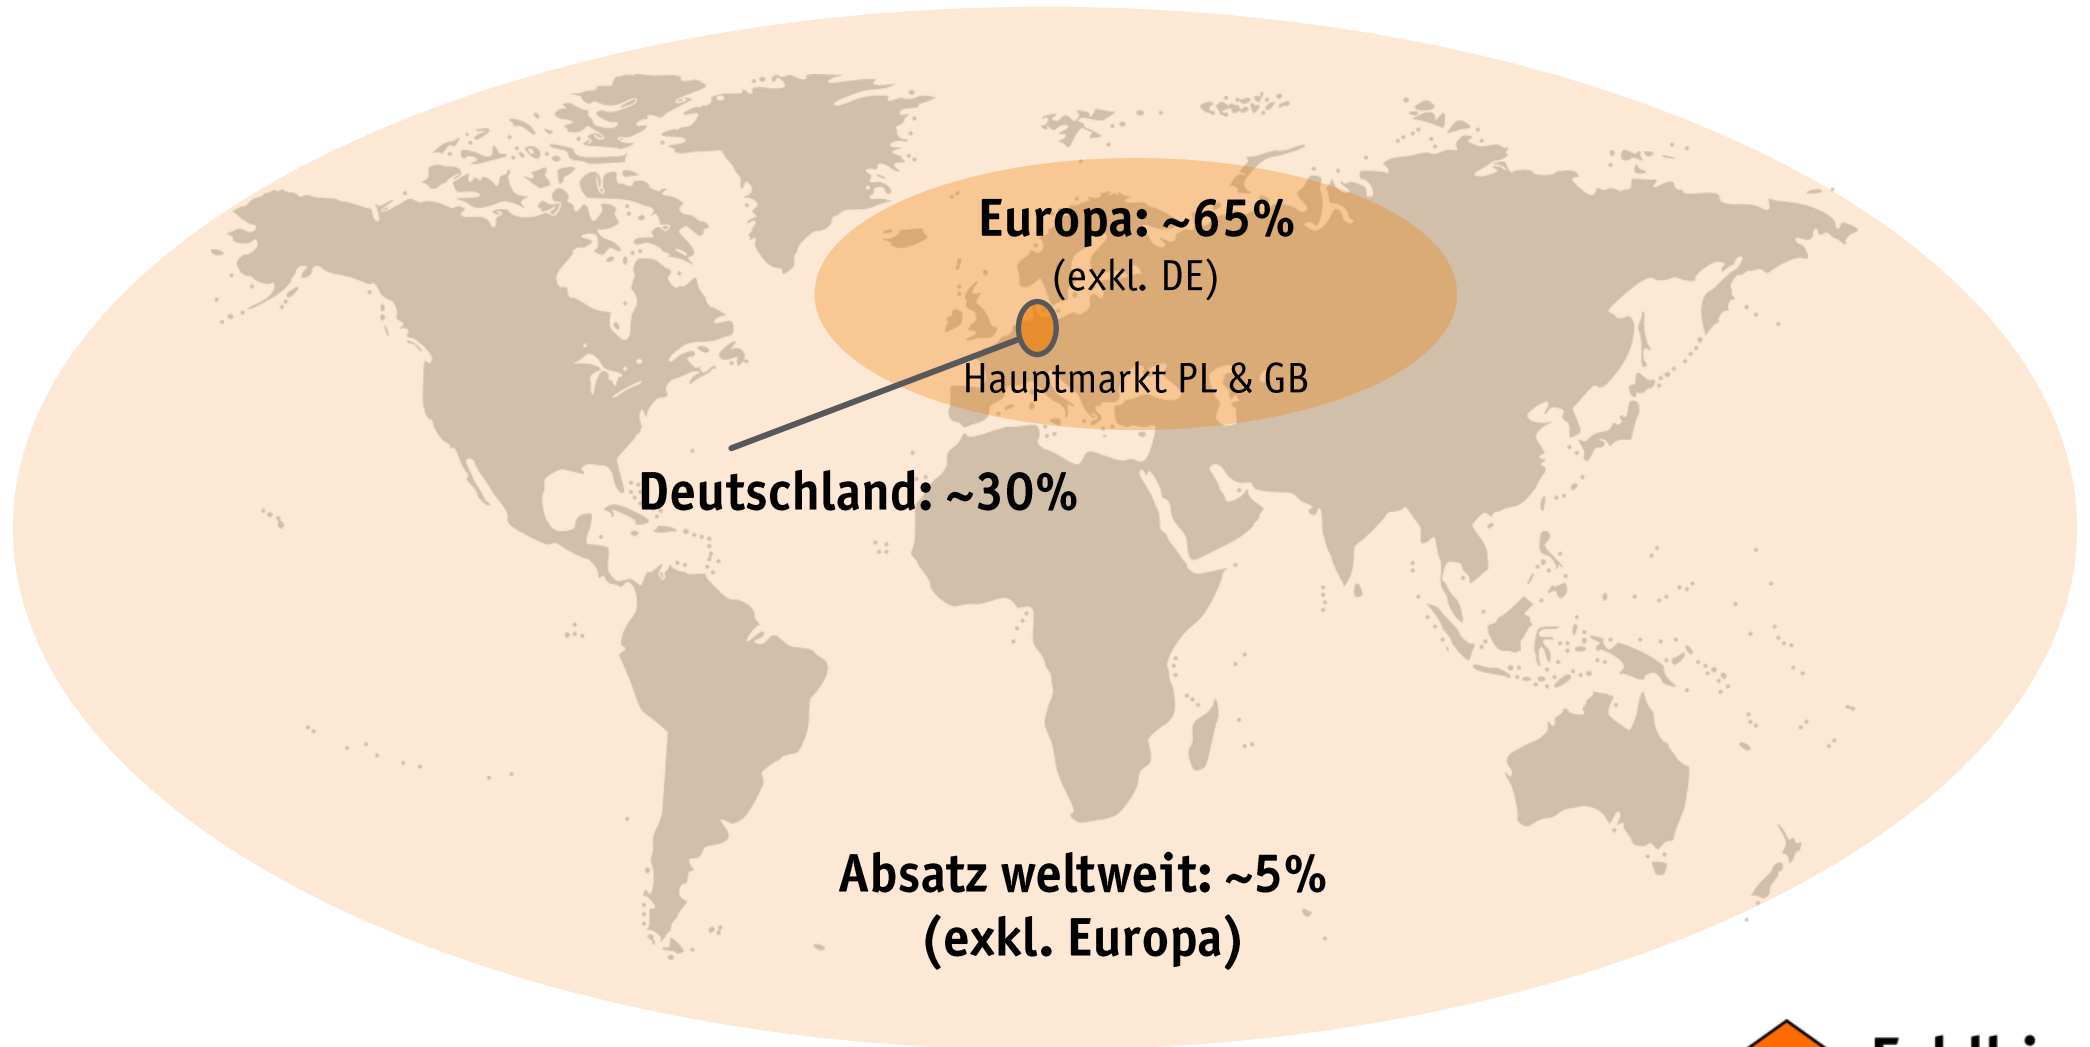 Europa: ~65%
(exkl. DE)
Hauptmarkt PL & GB
Deutschland: ~30%
Absatz weltweit: ~5%
(exkl. Europa)